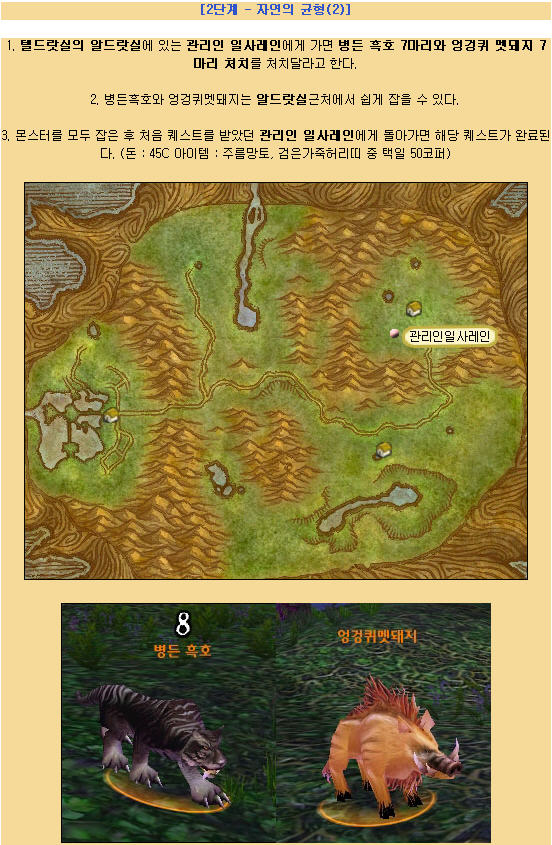 [2단계 - 자연의 균형(2)]
1. 텔드랏실의 알드랏실에 있는 관리인 일사레인에게 가면 병든 흑호 7마리와 엉겅퀴 멧돼지 7
마리 처치를 처치달라고 한다.
2. 병든흑호와 엉겅퀴멧돼지는 알드랏실근처에서 쉽게 잡을 수 있다.
3. 몬스터를 모두 잡은 후 처음 퀘스트를 받았던 관리인 일사레인에게 돌아가면 해당 퀘스트가 완료된
다. (돈 : 45C 아이템 : 주름망토, 검은가죽허리띠 중 택일 50코퍼)
관리인일사레인
8
병든 흑호
엉겅퀴멧돼지